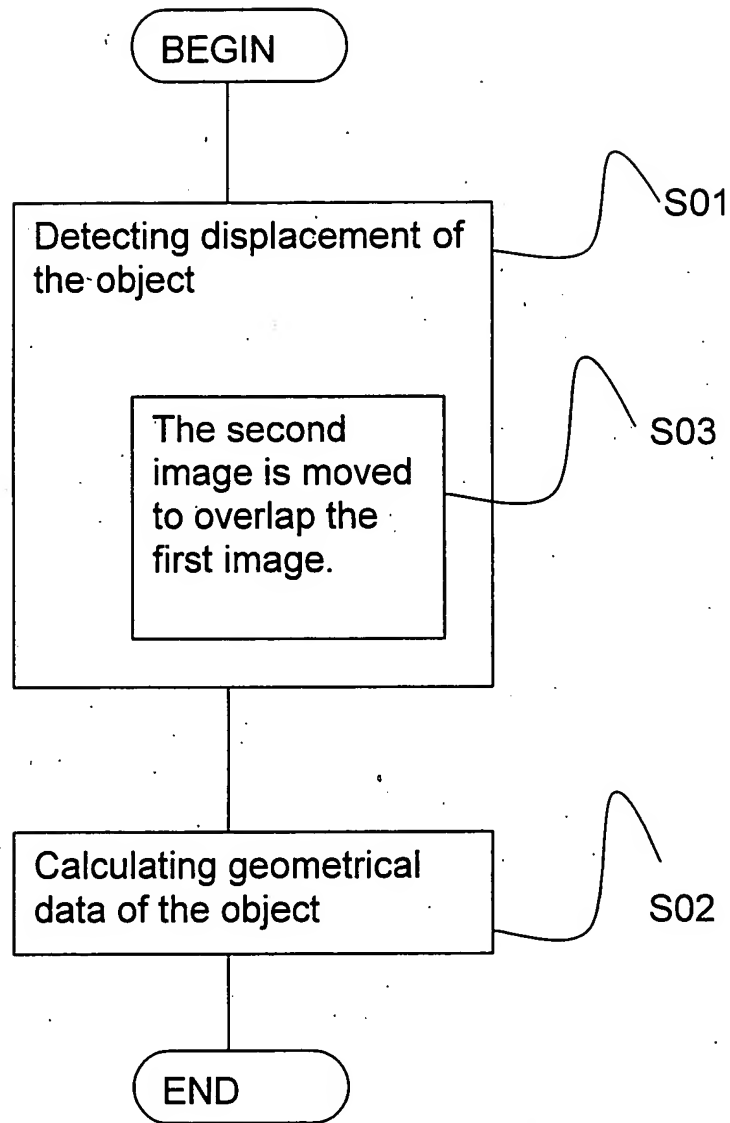 BEGIN
S01
Detecting displacement of
the object
The second
image is moved
to overlap the
first image.
S03
Calculating geometrical
data of the object
S02
END